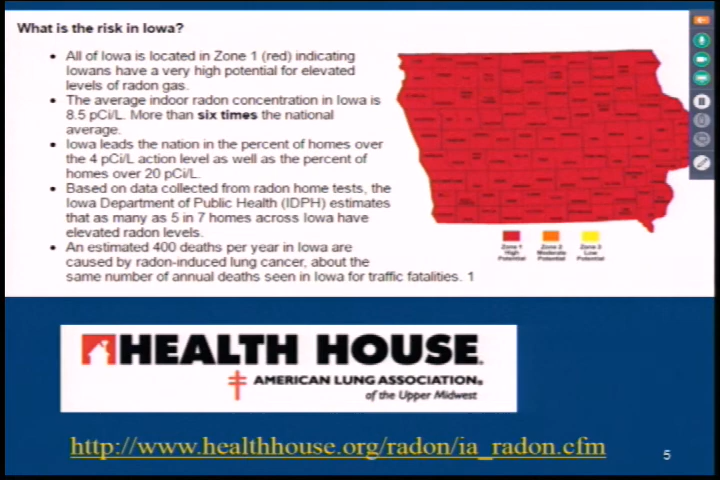 What is the risk in Iowa?
• All of Iowa is located in Zone 1 (red) indicating
Iowans have a very high potential for elevated
levels of radon gas.
• The average indoor radon concentration in Iowa is
8.5 pCi/L. More than six times the national
average.
• Iowa leads the nation in the percent of homes over
the 4 pCi/L action level as well as the percent of
homes over 20 pCi/L.
• Based on data collected from radon home tests, the
Iowa Department of Public Health (IDPH) estimates
that as many as 5 in 7 homes across Iowa have
elevated radon levels.
• An estimated 400 deaths per year in Iowa are
caused by radon-induced lung cancer, about the
same number of annual deaths seen in Iowa for traffic fatalities. 1
Zone 1
High
Potential
Zone 2
Moderate
Potential
Zone 3
Low
Potential
HEALTH HOUSE.
AMERICAN LUNG ASSOCIATION®
of the Upper Midwest
http://www.healthhouse.org/radon/ia_radon.cfm
5